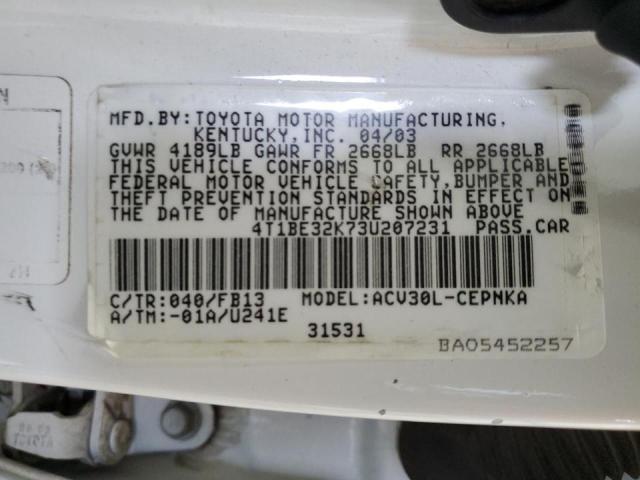 MFD.BY:TOYOTA MOTOR MANUFACTURING,
KENTUCKY,INC. 04/03
GVWR 4189LB GAWR FR 2668LB RR 2668LB
THIS VEHICLE CONFORMS TO ALL APPLICABLE
FEDERAL MOTOR VEHICLE SAFETY,BUMPER AND
THEFT PREVENTION STANDARDS IN EFFECT ON
THE DATE OF MANUFACTURE SHOWN ABOVE
4T1BE32K73U207231 PASS.CAR
C/TR:040/FB13 MODEL:ACV30L-CEPNKA
A/TM:-01A/U241E
31531
BA05452257
TOYOTA